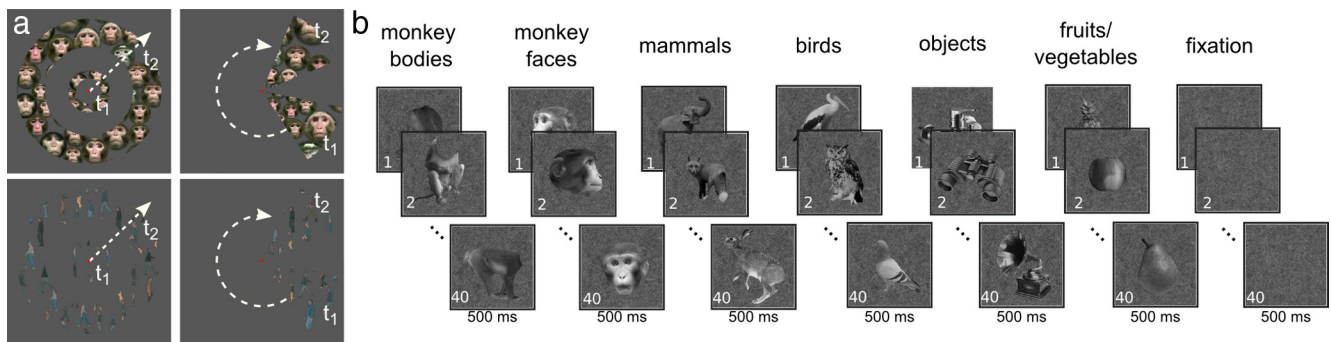 a
t₂
t₁
t₂
t₁
t₂
t₁
t₂
t₁
b
monkey bodies
monkey faces
mammals
birds
objects
fruits/ vegetables
fixation
1
1
1
1
1
1
1
2
2
2
2
2
2
2
40
40
40
40
40
40
40
500 ms
500 ms
500 ms
500 ms
500 ms
500 ms
500 ms